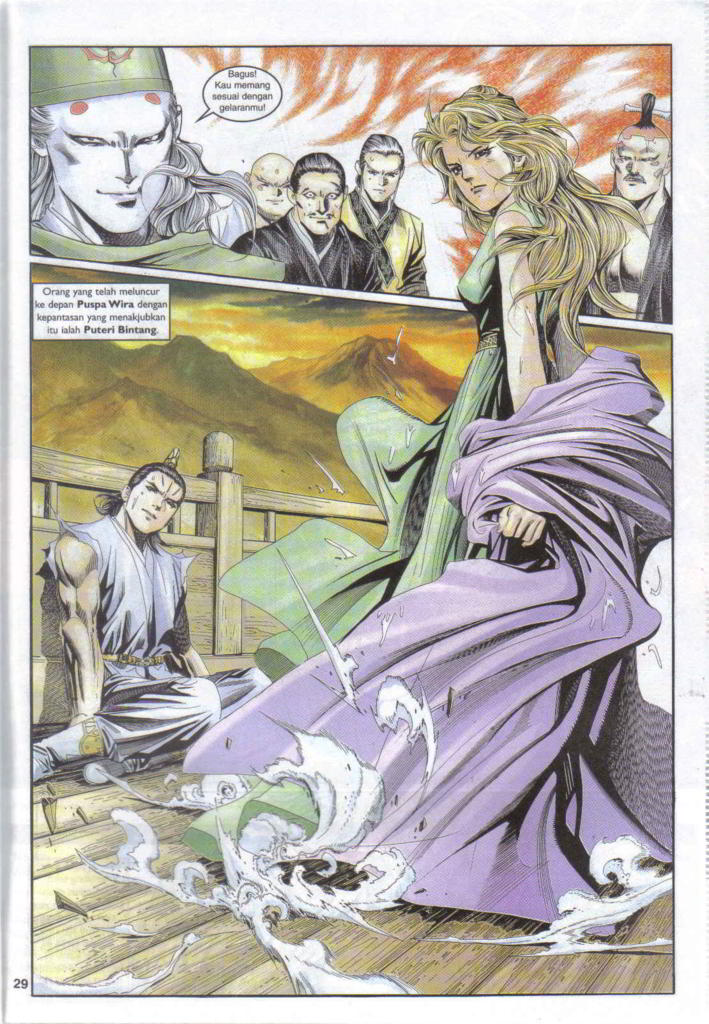 Bagus!
Kau memang
sesuai dengan
gelaranmu!
Orang yang telah meluncur
ke depan Puspa Wira dengan
kepantasan yang menakjubkan
itu ialah Puteri Bintang.
29